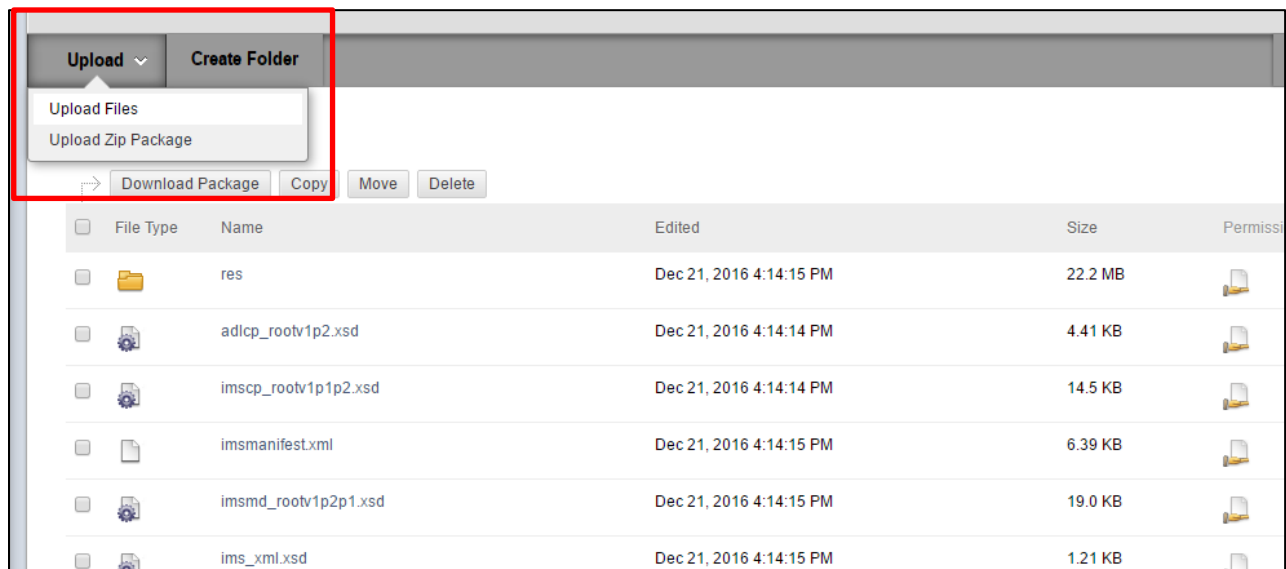 Upload Create Folder
Upload Files
Upload Zip Package
Download Package Copy Move Delete
File Type Name Edited Size Permissi
res Dec 21, 2016 4:14:15 PM 22.2 MB
adlcp_rootv1p2.xsd Dec 21, 2016 4:14:14 PM 4.41 KB
imscp_rootv1p1p2.xsd Dec 21, 2016 4:14:14 PM 14.5 KB
imsmanifest.xml Dec 21, 2016 4:14:15 PM 6.39 KB
imsmd_rootv1p2p1.xsd Dec 21, 2016 4:14:15 PM 19.0 KB
ims_xml.xsd Dec 21, 2016 4:14:15 PM 1.21 KB